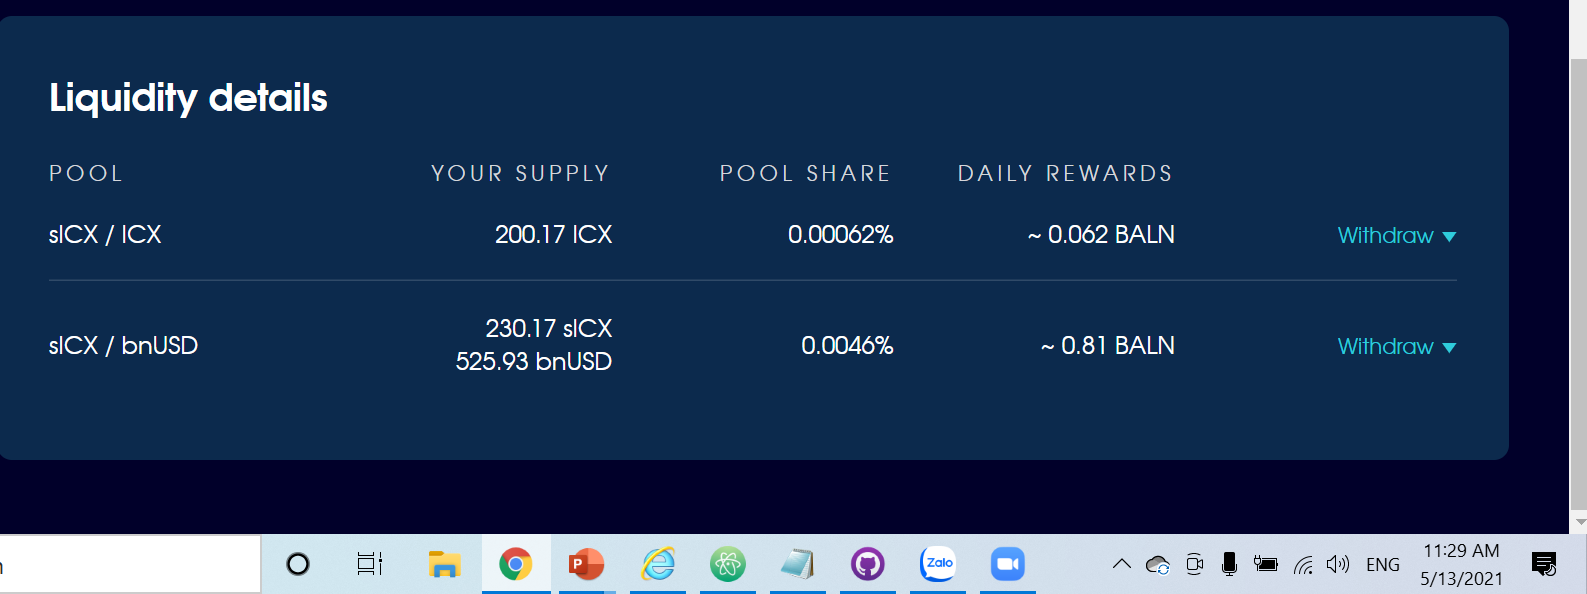 Liquidity details
POOL YOUR SUPPLY POOL SHARE DAILY REWARDS
sICX / ICX 200.17 ICX 0.00062% ~ 0.062 BALN Withdraw
sICX / bnUSD 230.17 sICX 525.93 bnUSD 0.0046% ~ 0.81 BALN Withdraw
P Zalo ENG 11:29 AM
5/13/2021